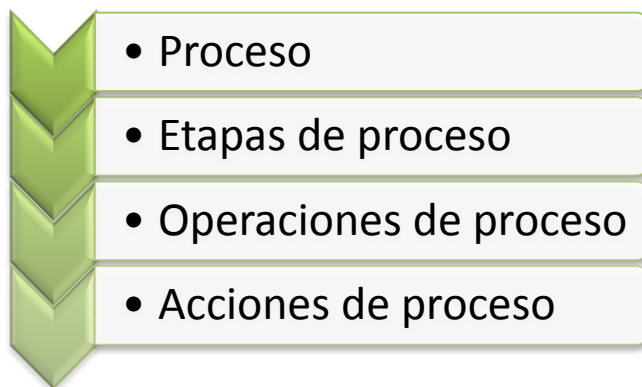 • Proceso
• Etapas de proceso
• Operaciones de proceso
• Acciones de proceso